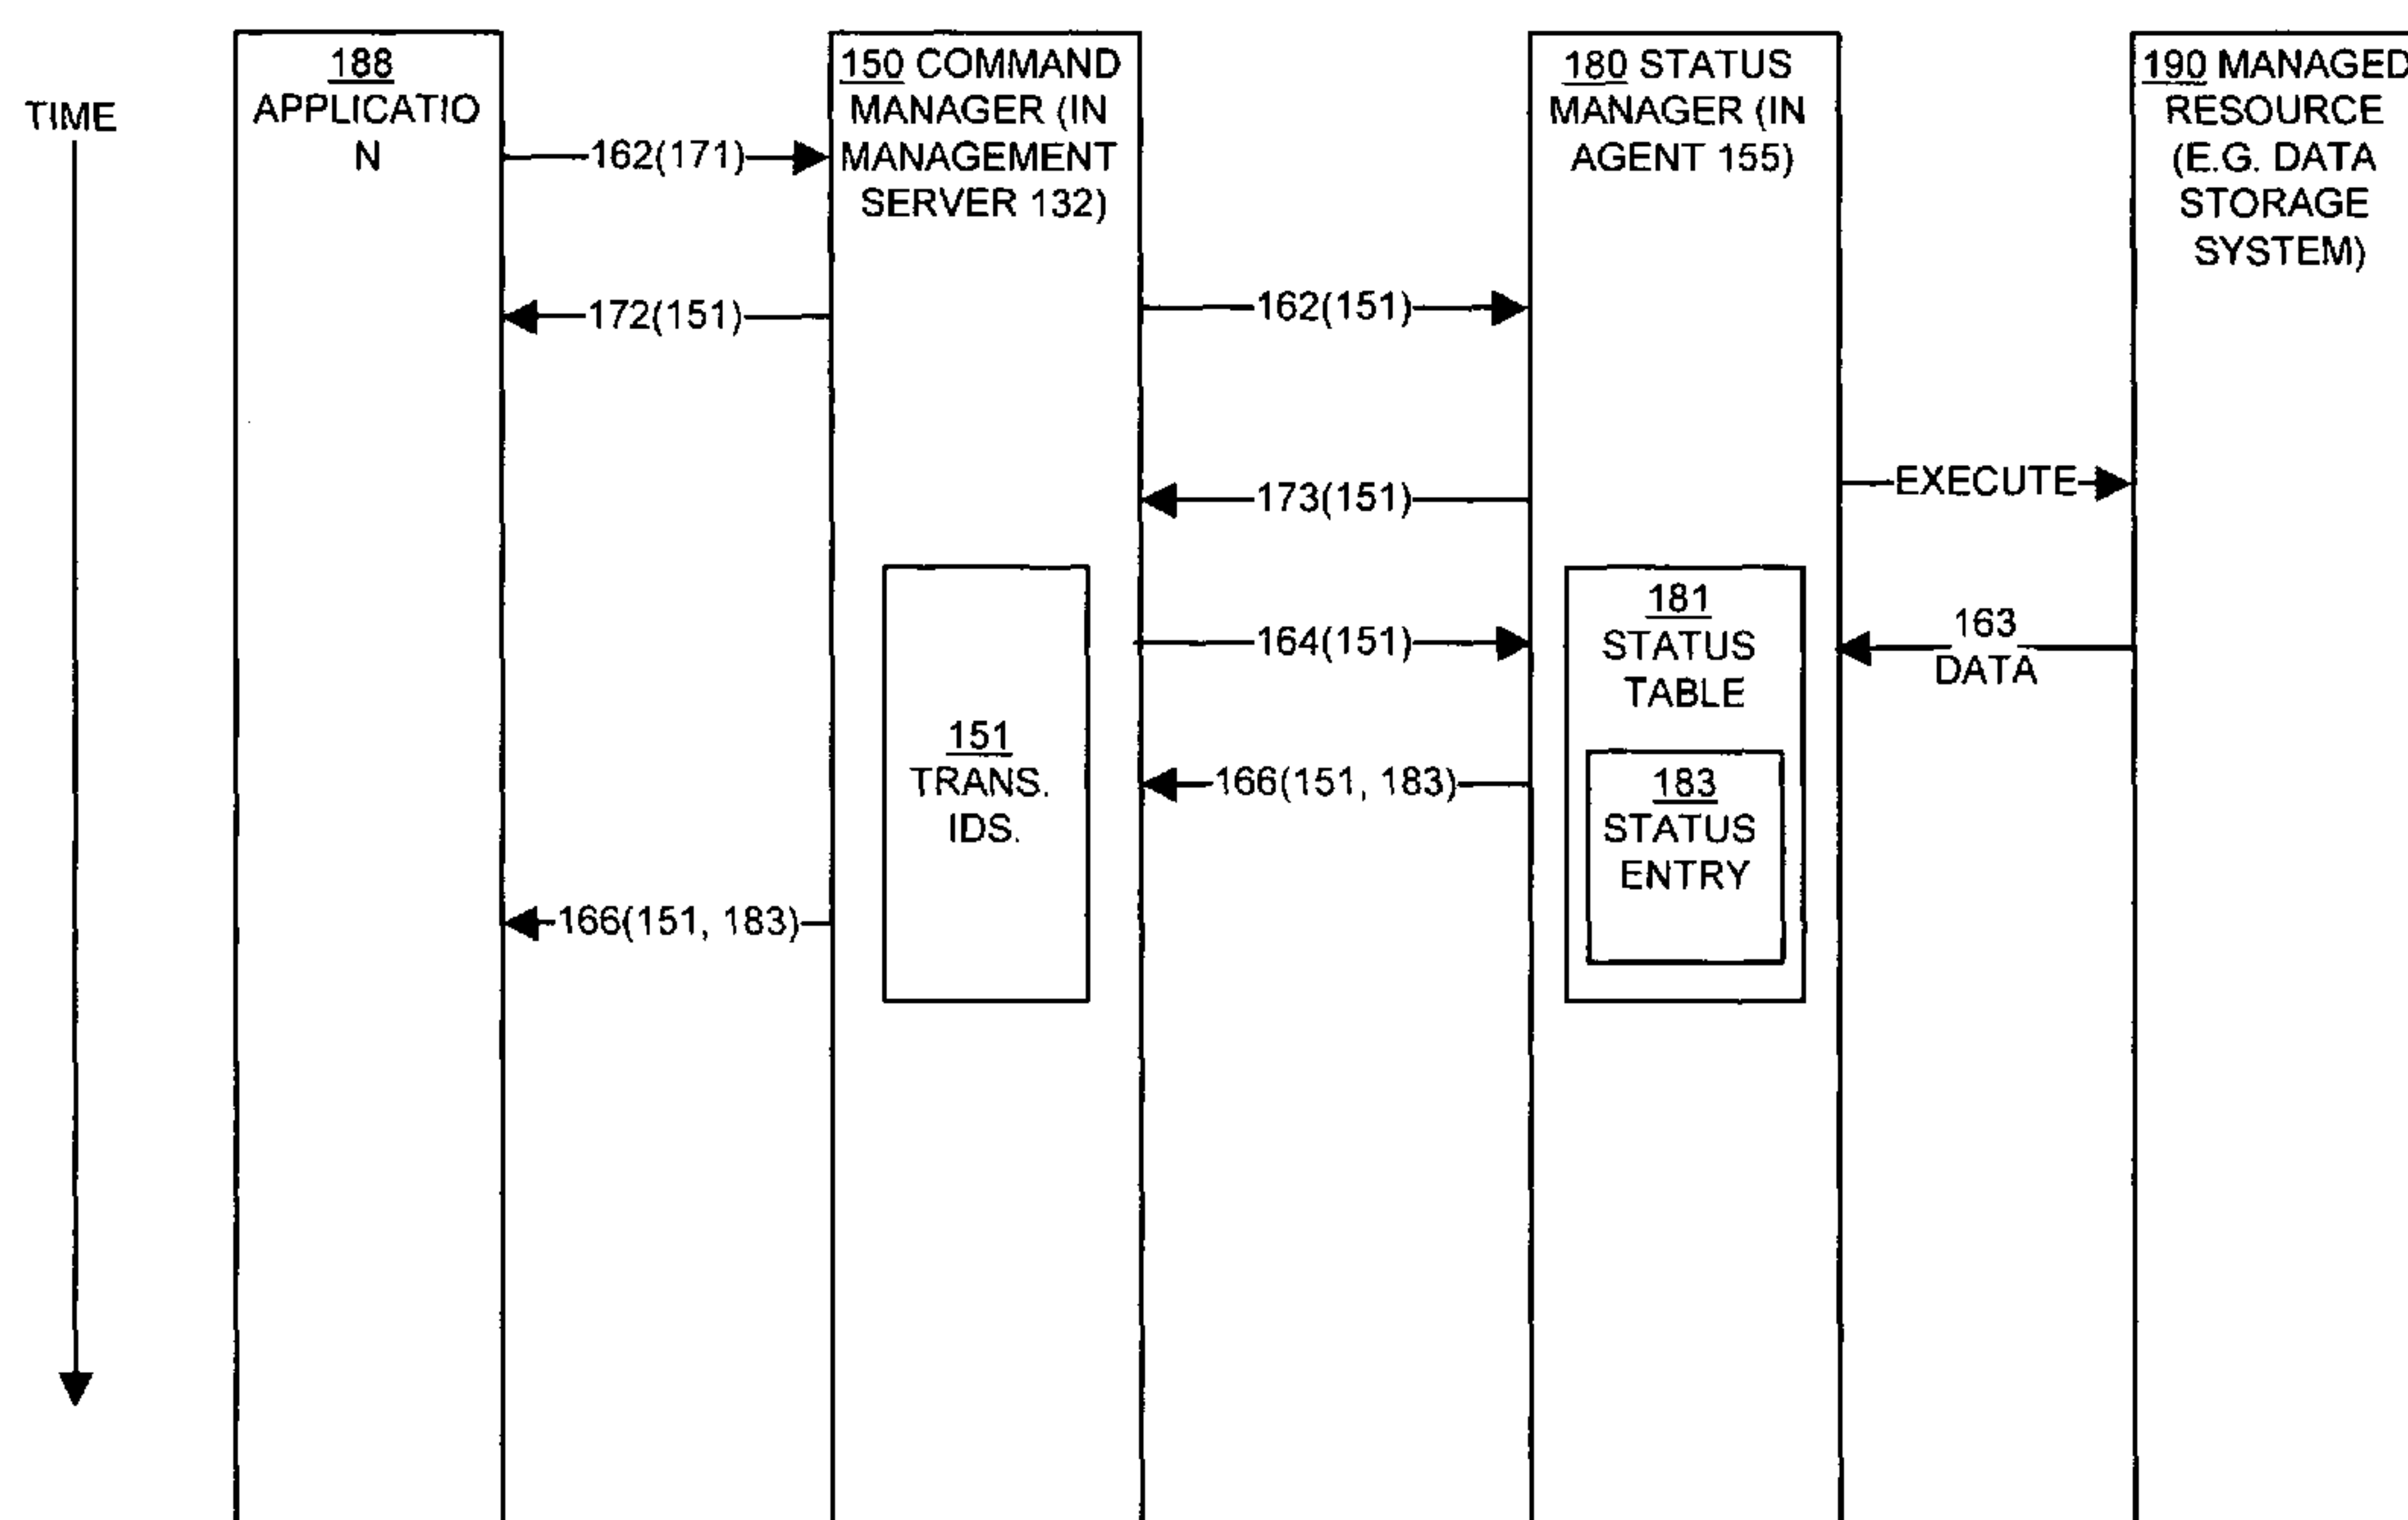 TIME
188
APPLICATIO
N
150 COMMAND
MANAGER (IN
MANAGEMENT
SERVER 132)
180 STATUS
MANAGER (IN
AGENT 155)
190 MANAGED
RESOURCE
(E.G. DATA
STORAGE
SYSTEM)
162(171)
172(151)
162(151)
173(151)
EXECUTE
164(151)
163
DATA
151
TRANS.
IDS.
181
STATUS
TABLE
183
STATUS
ENTRY
166(151, 183)
166(151, 183)